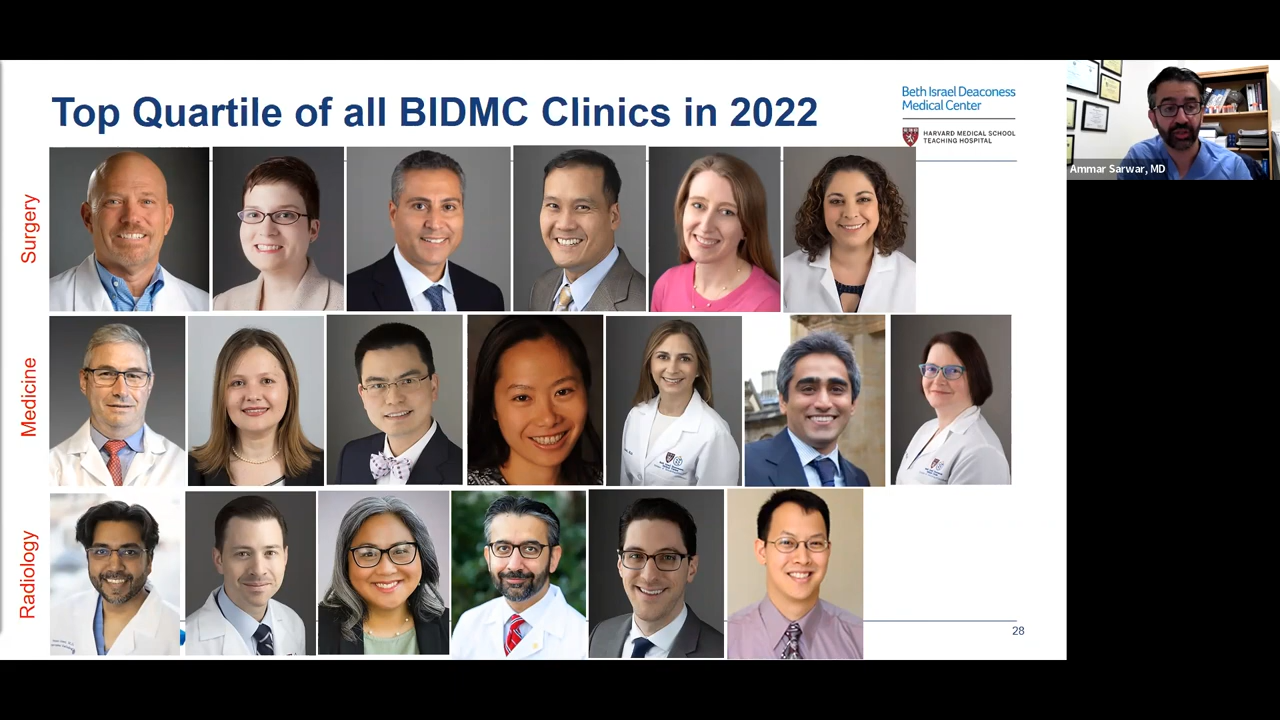 Top Quartile of all BIDMC Clinics in 2022
Beth Israel Deaconess
Medical Center
HARVARD MEDICAL SCHOOL
TEACHING HOSPITAL
Ammar Sarwar, MD
Surgery
Medicine
Radiology
28